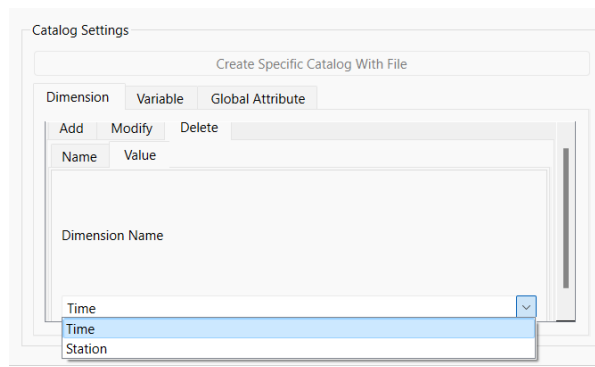 Catalog Settings
Create Specific Catalog With File
Dimension Variable Global Attribute
Add Modify Delete
Name Value
Dimension Name
Time
Time
Station